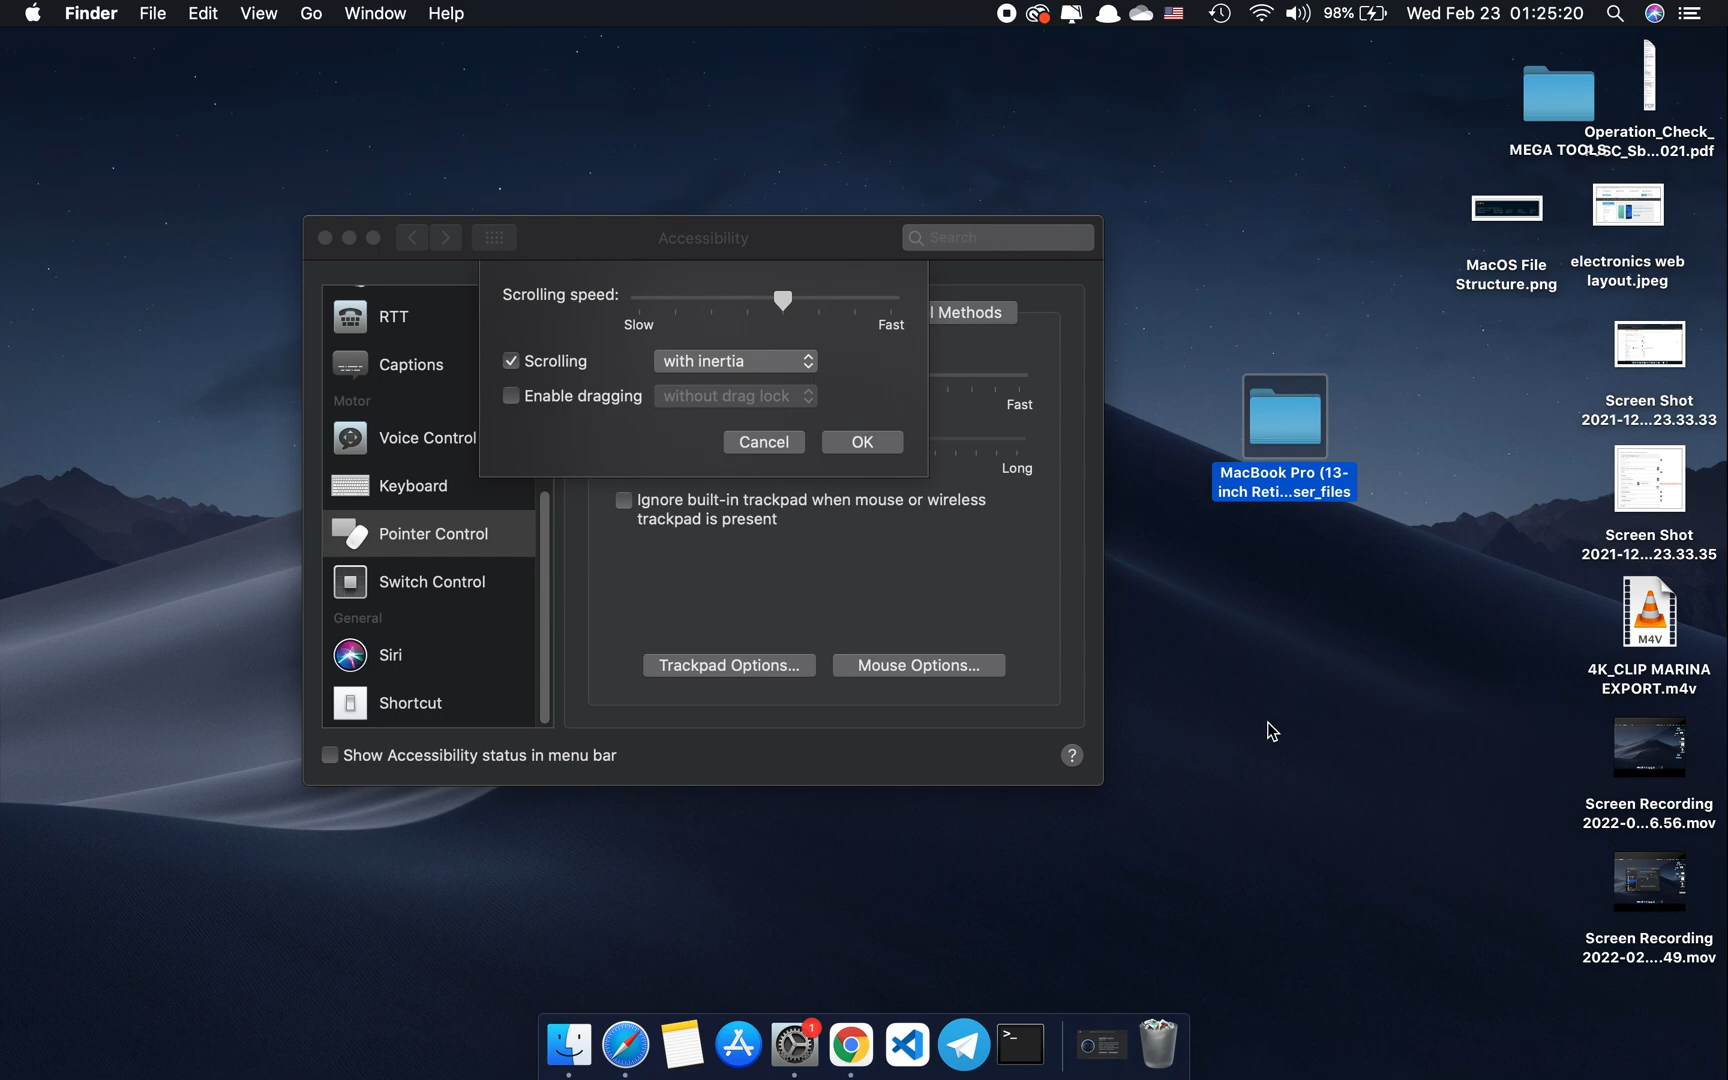 Finder File Edit View Go Window Help
98% Wed Feb 23 01:25:20
MEGA TOOLS
Operation_Check_
021.pdf
MacOS File
Structure.png
electronics web
layout.jpeg
Screen Shot
2021-12...23.33.33
Screen Shot
2021-12...23.33.35
M4V
4K_CLIP MARINA
EXPORT.m4v
Screen Recording
2022-0...6.56.mov
Screen Recording
2022-02....49.mov
MacBook Pro (13-
inch Reti...ser_files
Accessibility
Search
RTT
Captions
Motor
Voice Control
Keyboard
Pointer Control
Switch Control
General
Siri
Shortcut
Scrolling speed:
Slow Fast
Scrolling with inertia
Enable dragging without drag lock
Cancel OK
l Methods
Fast
Long
Ignore built-in trackpad when mouse or wireless
trackpad is present
Trackpad Options... Mouse Options...
Show Accessibility status in menu bar
?
1